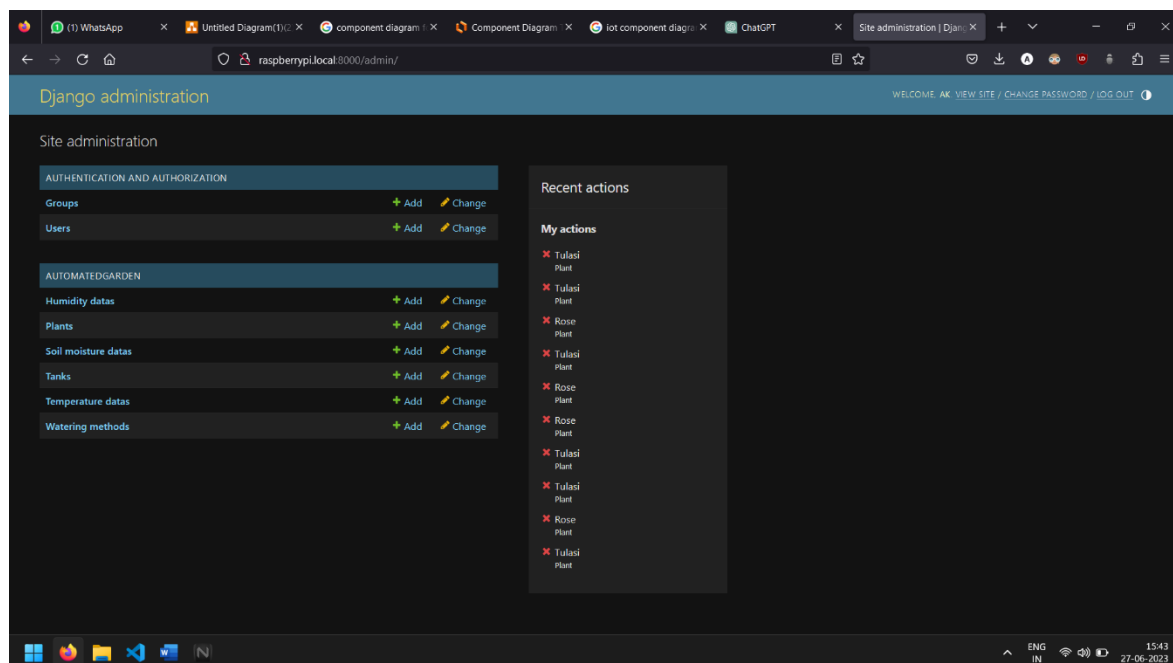 (1) WhatsApp
Untitled Diagram(1)(2
component diagram f
Component Diagram T
iot component diagra
ChatGPT
Site administration | Djang
raspberrypi.local:8000/admin/
Django administration
WELCOME, AK. VIEW SITE / CHANGE PASSWORD / LOG OUT
Site administration
AUTHENTICATION AND AUTHORIZATION
Groups + Add Change
Users + Add Change
AUTOMATEDGARDEN
Humidity datas + Add Change
Plants + Add Change
Soil moisture datas + Add Change
Tanks + Add Change
Temperature datas + Add Change
Watering methods + Add Change
Recent actions
My actions
Tulasi
Plant
Tulasi
Plant
Rose
Plant
Tulasi
Plant
Rose
Plant
Rose
Plant
Tulasi
Plant
Tulasi
Plant
Rose
Plant
Tulasi
Plant
ENG
IN
15:43
27-06-2023